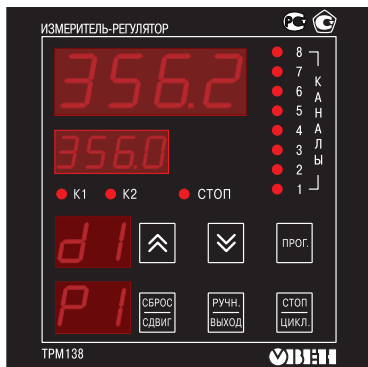 ИЗМЕРИТЕЛЬ-РЕГУЛЯТОР
356.2
356.0
8
7
6
5
4
3
2
1
КАНАЛЫ
К1 К2 СТОП
d1
ПРОГ.
P1
СБРОС РУЧН. СТОП
СДВИГ ВЫХОД ЦИКЛ.
ТРМ138 ОВЕН